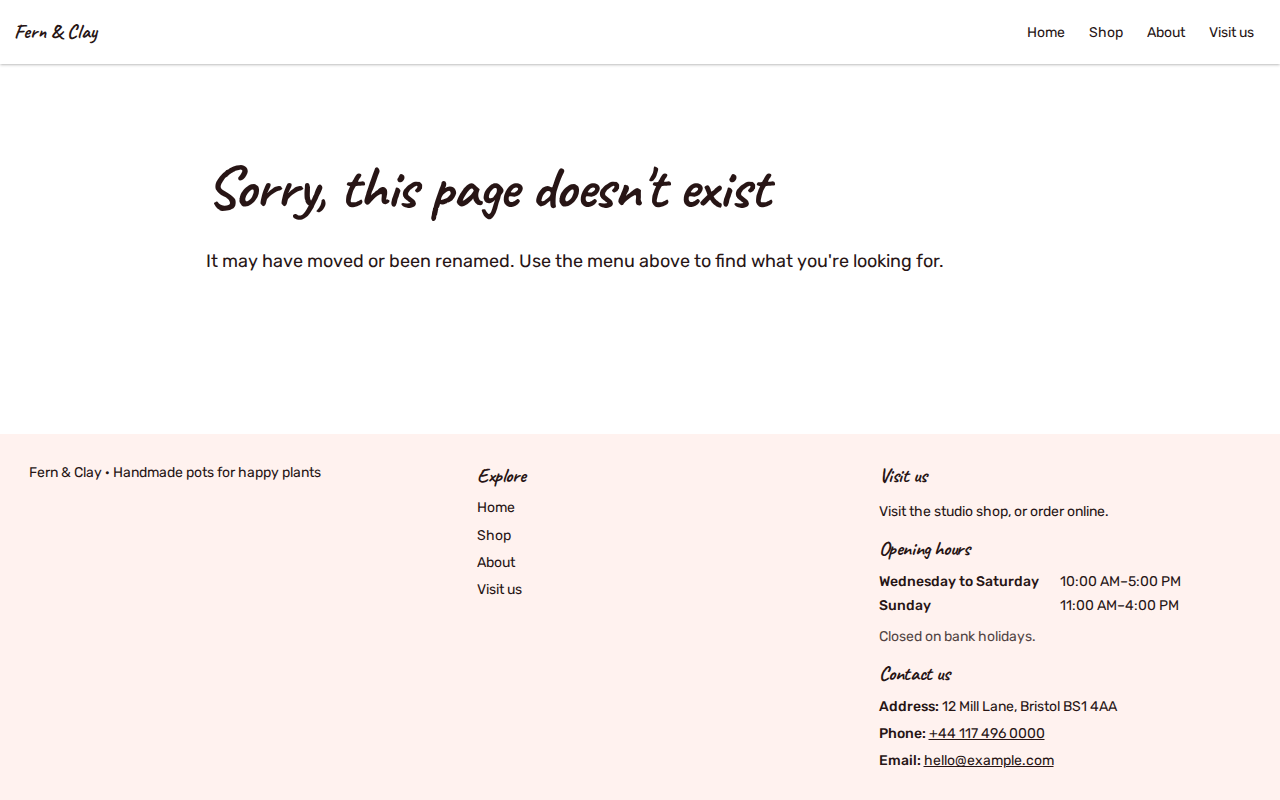 Fern & Clay
Home Shop About Visit us
Sorry, this page doesn't exist
It may have moved or been renamed. Use the menu above to find what you're looking for.
Fern & Clay • Handmade pots for happy plants
Explore
Home
Shop
About
Visit us
Visit us
Visit the studio shop, or order online.
Opening hours
Wednesday to Saturday 10:00 AM–5:00 PM
Sunday 11:00 AM–4:00 PM
Closed on bank holidays.
Contact us
Address: 12 Mill Lane, Bristol BS1 4AA
Phone: +44 117 496 0000
Email: hello@example.com